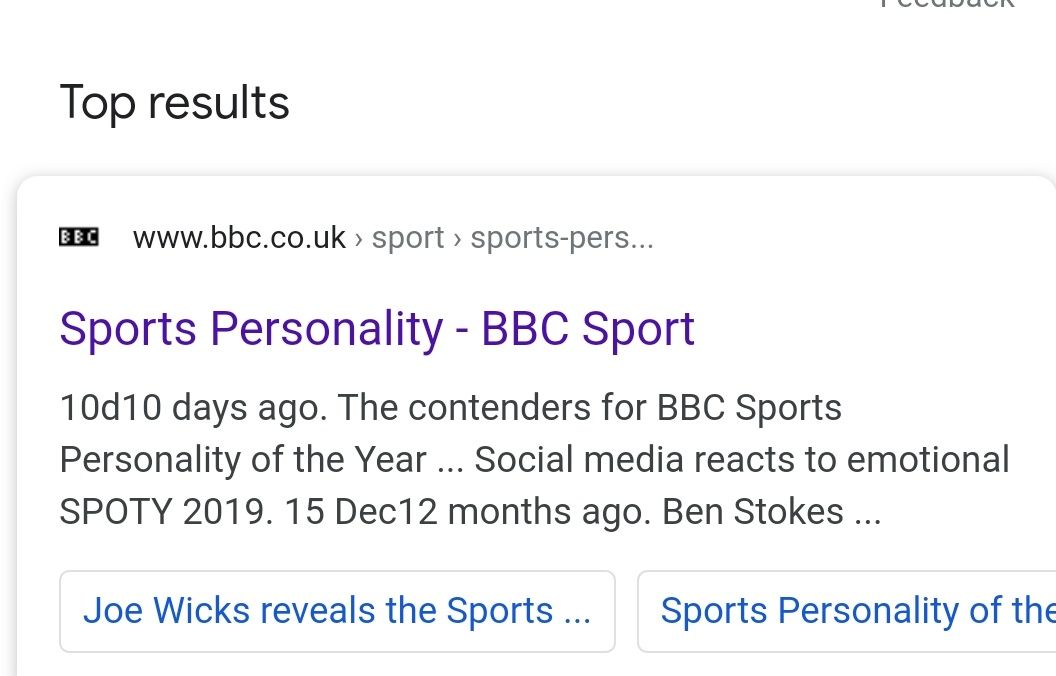 Feedback
Top results
BBC
www.bbc.co.uk › sport › sports-pers...
Sports Personality - BBC Sport
10d10 days ago. The contenders for BBC Sports
Personality of the Year ... Social media reacts to emotional
SPOTY 2019. 15 Dec12 months ago. Ben Stokes ...
Joe Wicks reveals the Sports ...
Sports Personality of the